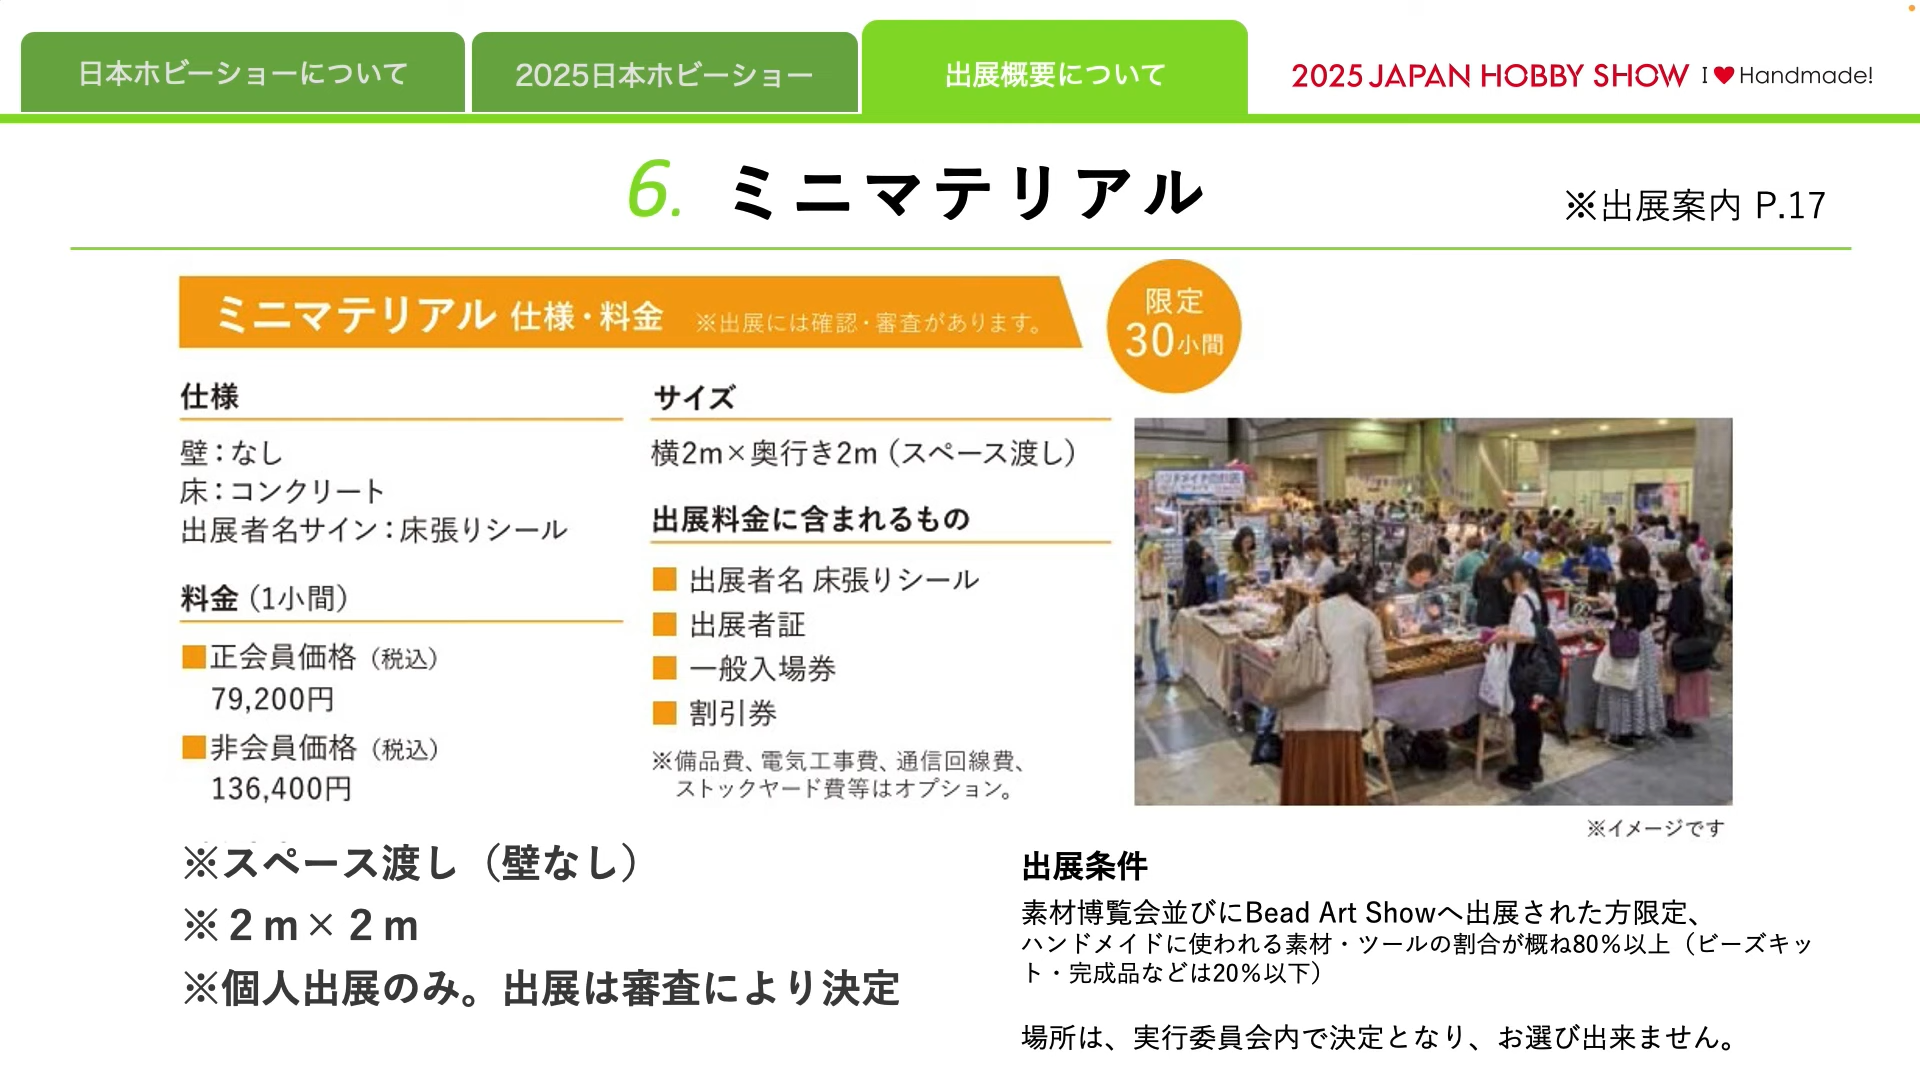 日本ホビーショーについて
2025日本ホビーショー
出展概要について
2025 JAPAN HOBBY SHOW I ♥ Handmade!
6. ミニマテリアル
※出展案内 P.17
ミニマテリアル 仕様・料金 ※出展には確認・審査があります。
限定
30小間
仕様
壁：なし
床：コンクリート
出展者名サイン：床張りシール
料金（1小間）
■正会員価格（税込）
79,200円
■非会員価格（税込）
136,400円
サイズ
横2m×奥行き2m（スペース渡し）
出展料金に含まれるもの
■ 出展者名 床張りシール
■ 出展者証
■ 一般入場券
■ 割引券
※備品費、電気工事費、通信回線費、
ストックヤード費等はオプション。
※イメージです
※スペース渡し（壁なし）
※２ｍ×２ｍ
※個人出展のみ。出展は審査により決定
出展条件
素材博覧会並びにBead Art Showへ出展された方限定、
ハンドメイドに使われる素材・ツールの割合が概ね80%以上（ビーズキッ
ト・完成品などは20%以下）
場所は、実行委員会内で決定となり、お選び出来ません。